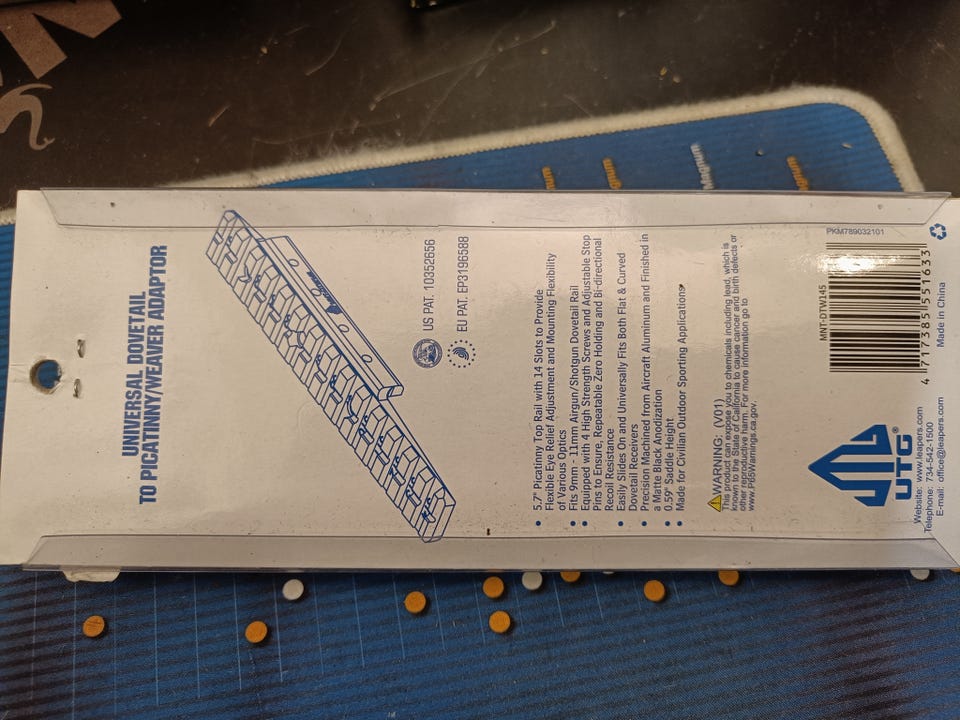 UNIVERSAL DOVETAIL
TO PICATINNY/WEAVER ADAPTOR
US PAT. 10352656
EU PAT. EP3196588
• 5.7" Picatinny Top Rail with 14 Slots to Provide
Flexible Eye Relief Adjustment and Mounting Flexibility
of Various Optics
• Fits 9mm - 11mm Airgun/Shotgun Dovetail Rail
• Equipped with 4 High Strength Screws and Adjustable Stop
Pins to Ensure, Repeatable Zero Holding and Bi-directional
Recoil Resistance
• Easily Slides On and Universally Fits Both Flat & Curved
Dovetail Receivers
• Precision Machined from Aircraft Aluminum and Finished in
a Matte Black Anodization
• 0.59" Saddle Height
• Made for Civilian Outdoor Sporting Applications
WARNING: (V01)
This product can expose you to chemicals including lead, which is
known to the State of California to cause cancer and birth defects or
other reproductive harm. For more information go to
www.P65Warnings.ca.gov.
UTG®
Website: www.leapers.com
Telephone: 734-542-1500
E-mail: office@leapers.com
PKM789032101
MNT-DTW145
4 717385 551633
Made in China
Magnum